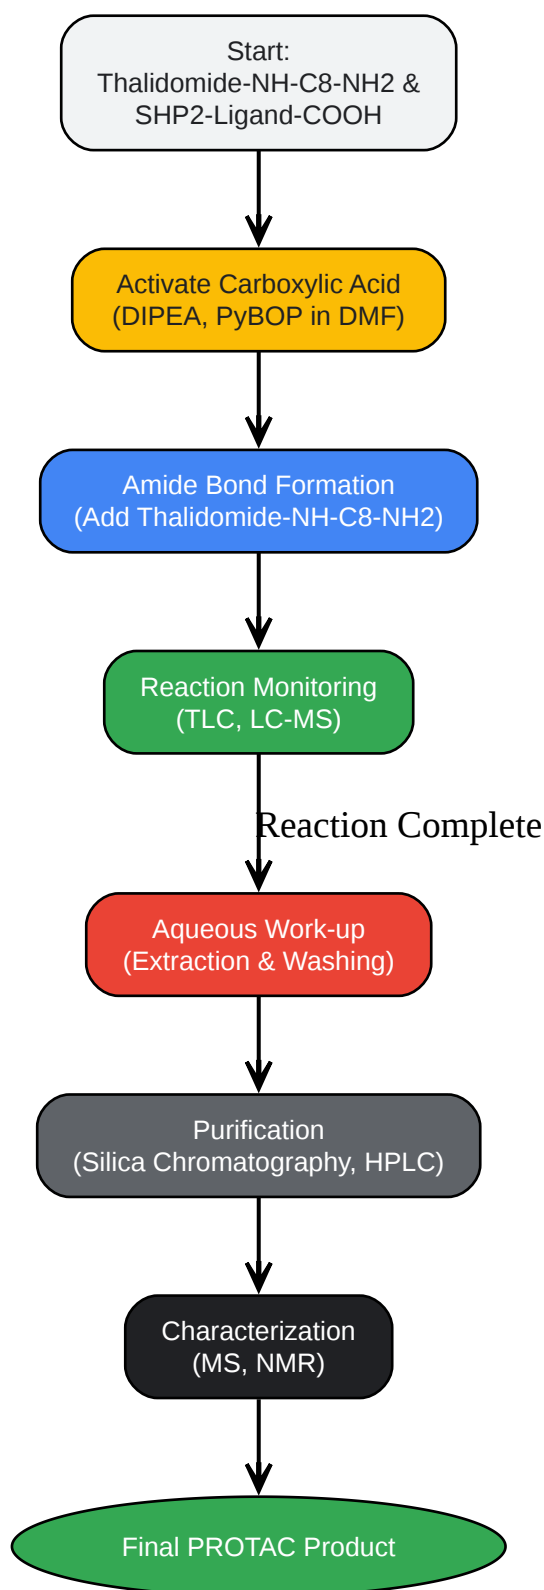 Start:
Thalidomide-NH-C8-NH2 &
SHP2-Ligand-COOH
Activate Carboxylic Acid
(DIPEA, PyBOP in DMF)
Amide Bond Formation
(Add Thalidomide-NH-C8-NH2)
Reaction Monitoring
(TLC, LC-MS)
Reaction Complete
Aqueous Work-up
(Extraction & Washing)
Purification
(Silica Chromatography, HPLC)
Characterization
(MS, NMR)
Final PROTAC Product